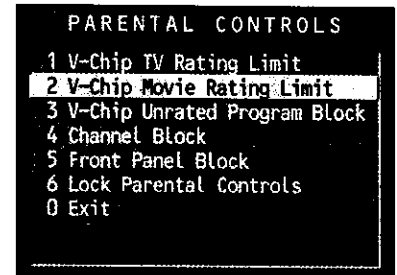 PARENTAL CONTROLS
1 V-Chip TV Rating Limit
2 V-Chip Movie Rating Limit
3 V-Chip Unrated Program Block
4 Channel Block
5 Front Panel Block
6 Lock Parental Controls
0 Exit